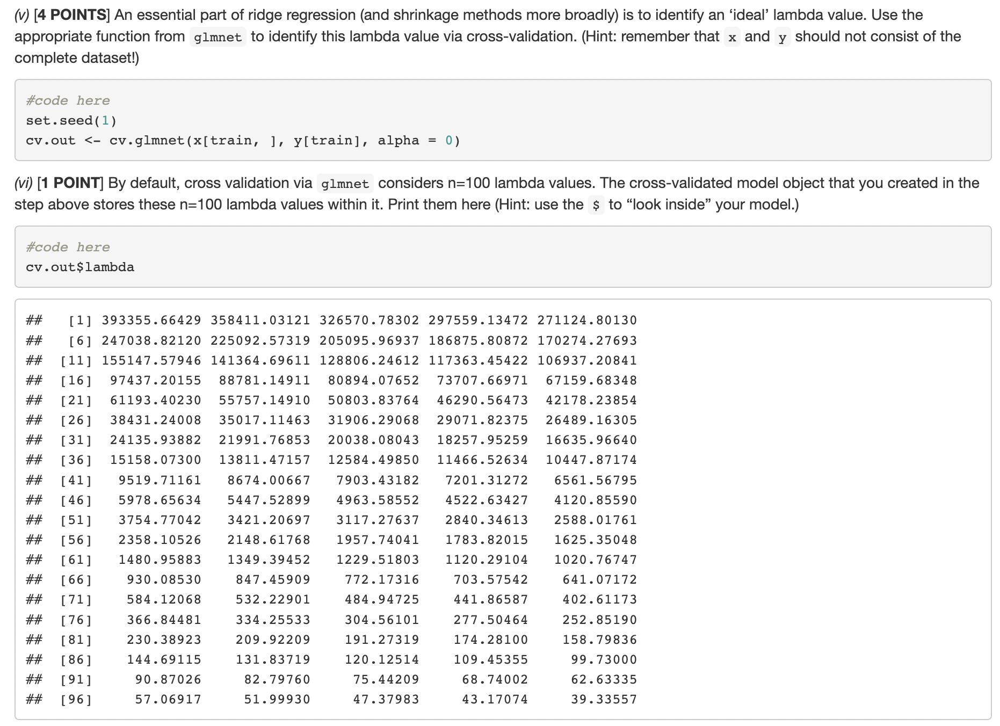 (v) [4 POINTS] An essential part of ridge regression (and shrinkage methods more broadly) is to identify an ‘ideal’ lambda value. Use the
appropriate function from glmnet to identify this lambda value via cross-validation. (Hint: remember that x and y should not consist of the
complete dataset!)
#code here
set.seed(1)
cv.out <- cv.glmnet(x[train, ], y[train], alpha = 0)
(vi) [1 POINT] By default, cross validation via glmnet considers n=100 lambda values. The cross-validated model object that you created in the
step above stores these n=100 lambda values within it. Print them here (Hint: use the $ to “look inside” your model.)
#code here
cv.out$lambda
##   [1] 393355.66429 358411.03121 326570.78302 297559.13472 271124.80130
##   [6] 247038.82120 225092.57319 205095.96937 186875.80872 170274.27693
##  [11] 155147.57946 141364.69611 128806.24612 117363.45422 106937.20841
##  [16]  97437.20155  88781.14911  80894.07652  73707.66971  67159.68348
##  [21]  61193.40230  55757.14910  50803.83764  46290.56473  42178.23854
##  [26]  38431.24008  35017.11463  31906.29068  29071.82375  26489.16305
##  [31]  24135.93882  21991.76853  20038.08043  18257.95259  16635.96640
##  [36]  15158.07300  13811.47157  12584.49850  11466.52634  10447.87174
##  [41]   9519.71161   8674.00667   7903.43182   7201.31272   6561.56795
##  [46]   5978.65634   5447.52899   4963.58552   4522.63427   4120.85590
##  [51]   3754.77042   3421.20697   3117.27637   2840.34613   2588.01761
##  [56]   2358.10526   2148.61768   1957.74041   1783.82015   1625.35048
##  [61]   1480.95883   1349.39452   1229.51803   1120.29104   1020.76747
##  [66]    930.08530    847.45909    772.17316    703.57542    641.07172
##  [71]    584.12068    532.22901    484.94725    441.86587    402.61173
##  [76]    366.84481    334.25533    304.56101    277.50464    252.85190
##  [81]    230.38923    209.92209    191.27319    174.28100    158.79836
##  [86]    144.69115    131.83719    120.12514    109.45355     99.73000
##  [91]     90.87026     82.79760     75.44209     68.74002     62.63335
##  [96]     57.06917     51.99930     47.37983     43.17074     39.33557